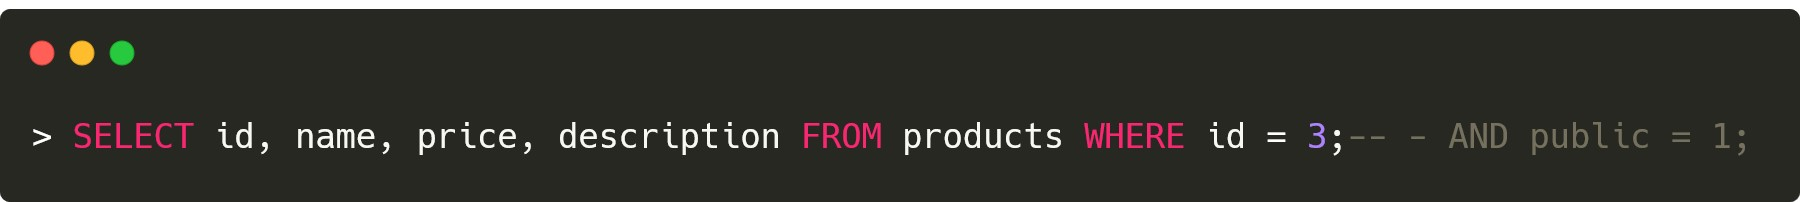 > SELECT id, name, price, description FROM products WHERE id = 3;-- - AND public = 1;